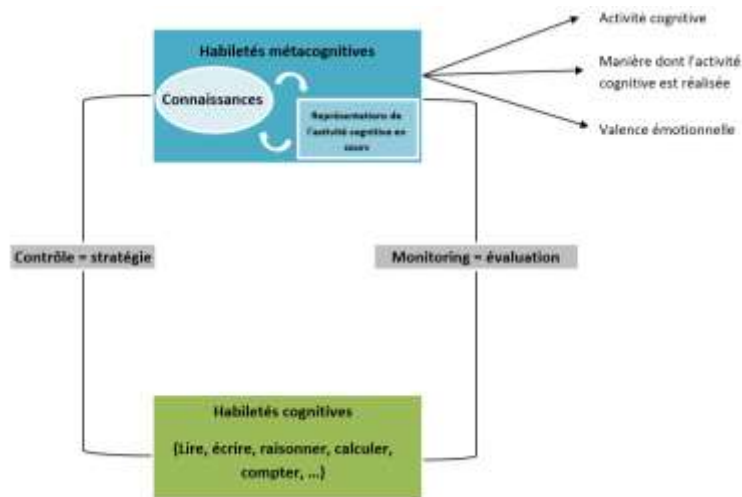 Habiletés métacognitives
Connaissances
Représentations de
l'activité cognitive en
cours
Activité cognitive
Manière dont l'activité
cognitive est réalisée
Valence émotionnelle
Contrôle = stratégie
Monitoring = évaluation
Habiletés cognitives
(Lire, écrire, raisonner, calculer,
compter, ...)